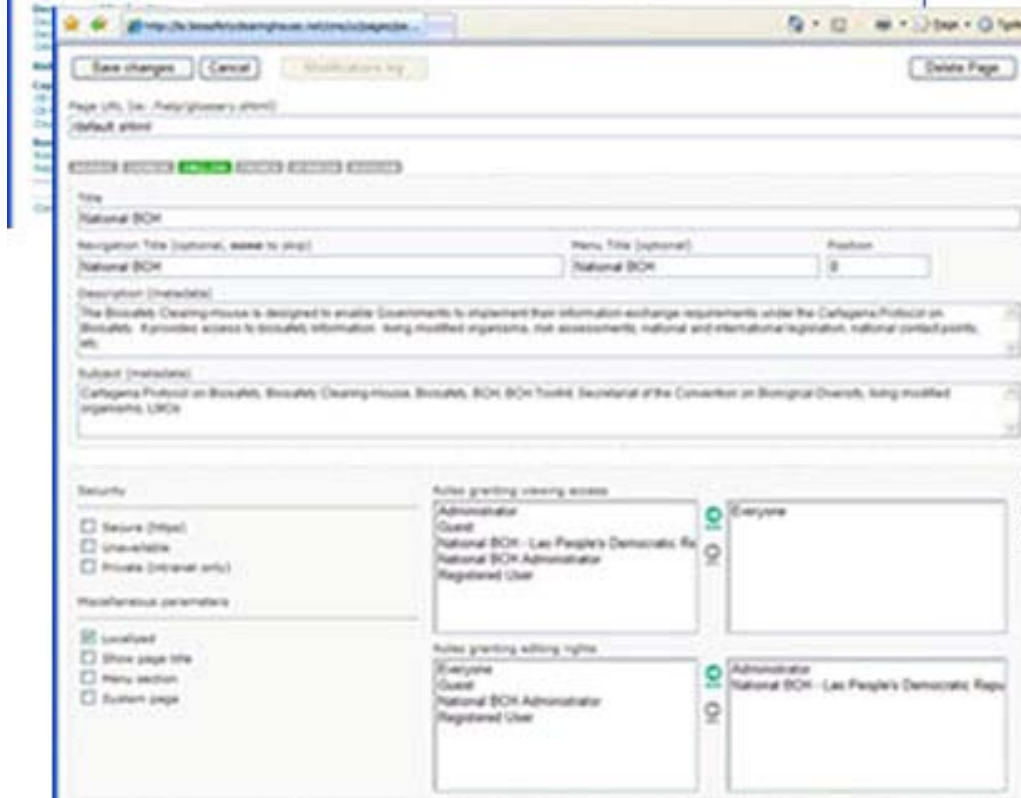 Save changes Cancel Modifications log Delete Page
Page URL (ie. /help/glossary.shtml)
/default.shtml
ENGLISH
Title
National BCH
Navigation Title (optional, none to skip) Menu Title (optional) Position
National BCH National BCH 0
Description (metadata)
The Biosafety Clearing-House is designed to enable Governments to implement their information exchange requirements under the Cartagena Protocol on
Biosafety. It provides access to biosafety information - living modified organisms, risk assessments, national and international legislation, national contact points,
etc.
Subject (metadata)
Cartagena Protocol on Biosafety, Biosafety Clearing-House, Biosafety, BCH, BCH Toolkit, Secretariat of the Convention on Biological Diversity, living modified
organisms, LMOs
Security
Secure (https)
Unavailable
Private (intranet only)
Miscellaneous parameters
Localized
Show page title
Menu section
System page
Roles granting viewing access
Administrator
Guest
National BCH - Lao People's Democratic Re
National BCH Administrator
Registered User
Everyone
Roles granting editing rights
Everyone
Guest
National BCH Administrator
Registered User
Administrator
National BCH - Lao People's Democratic Repu